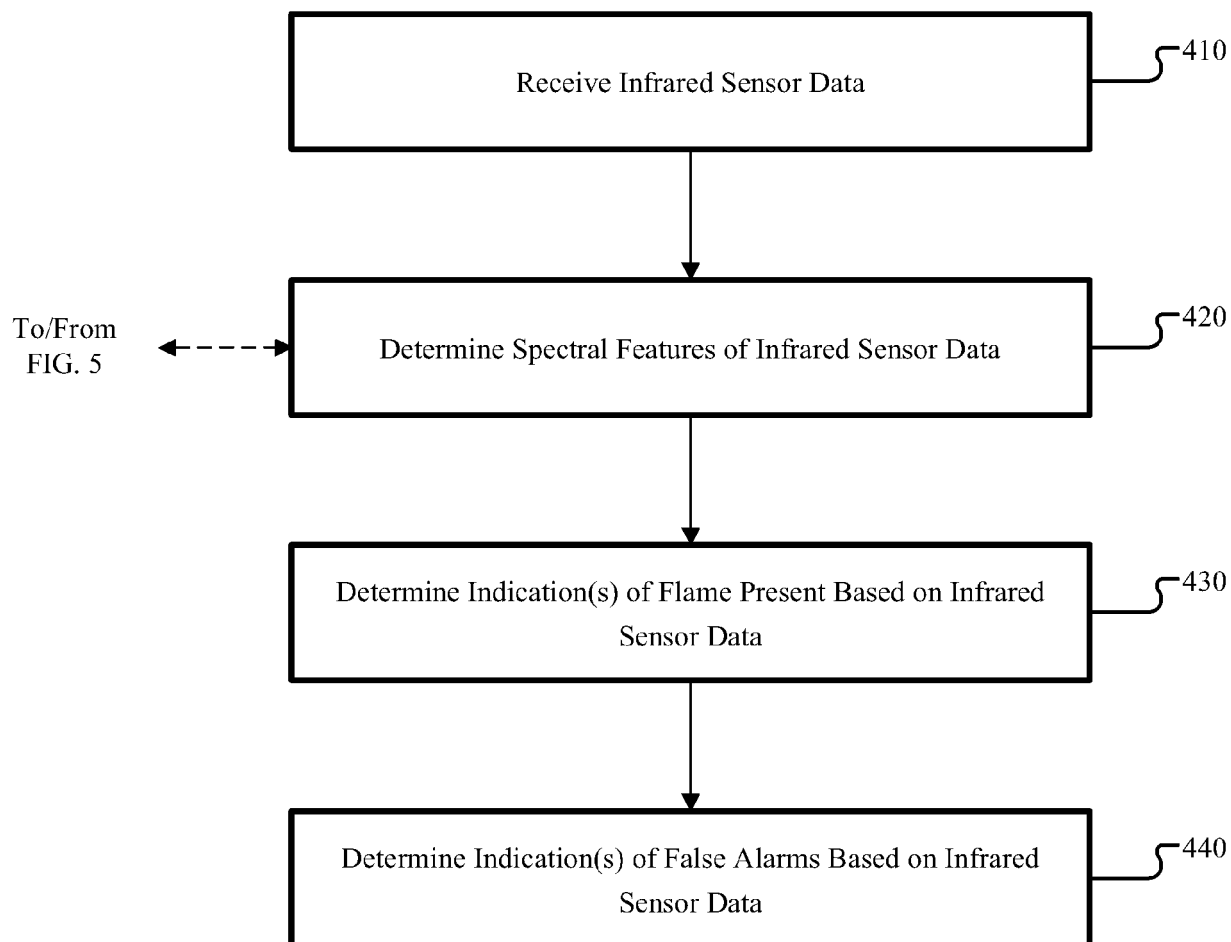 Receive Infrared Sensor Data
410
To/From
FIG. 5
Determine Spectral Features of Infrared Sensor Data
420
Determine Indication(s) of Flame Present Based on Infrared
Sensor Data
430
Determine Indication(s) of False Alarms Based on Infrared
Sensor Data
440